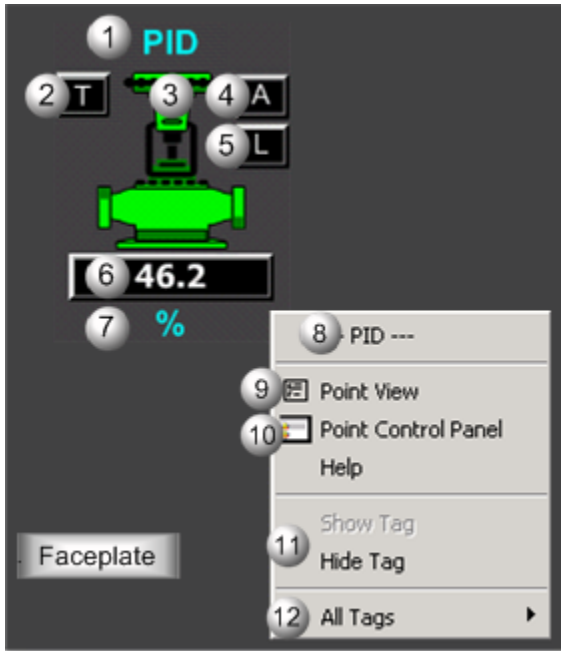 1 PID
2 T 3 4 A
5 L
6 46.2
7 %
8 - PID ---
9 Point View
10 Point Control Panel
Help
Show Tag
11
Hide Tag
Faceplate
12 All Tags